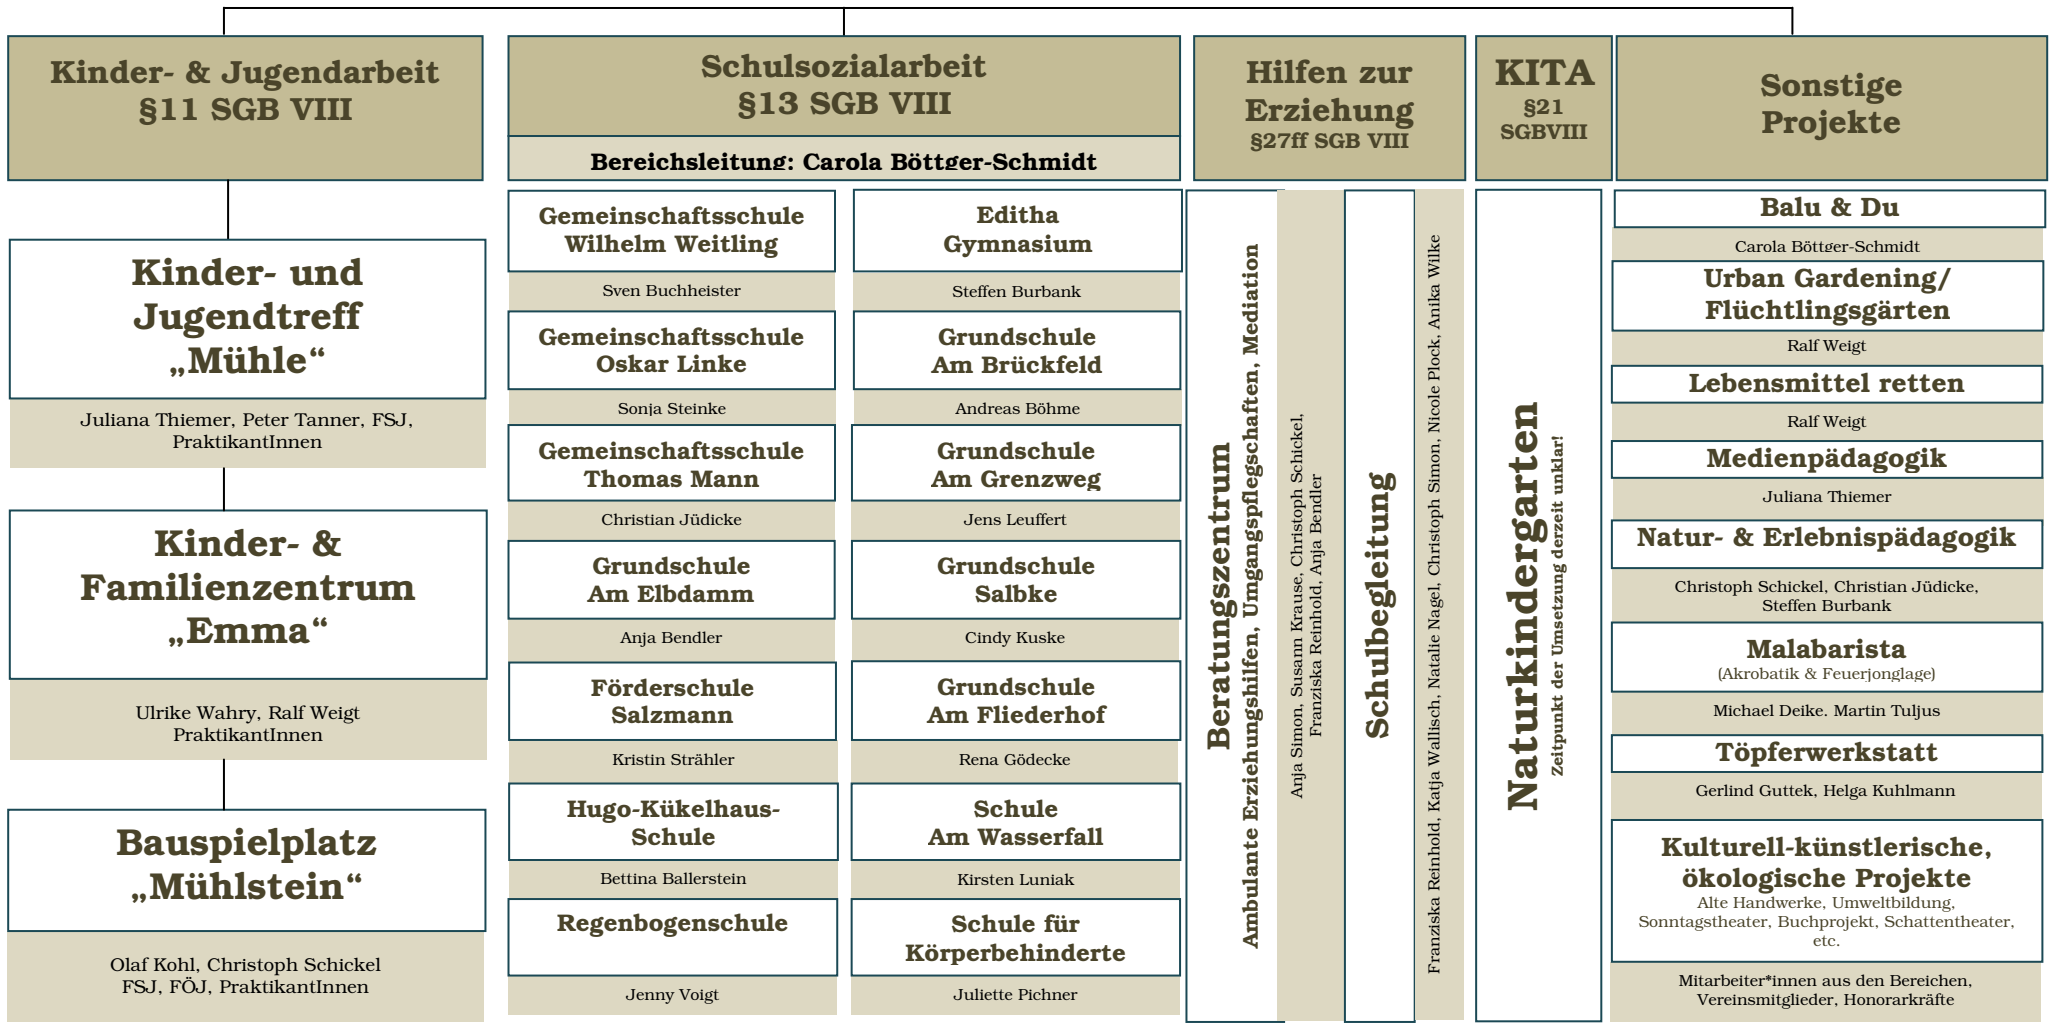 Kinder- & Jugendarbeit
§11 SGB VIII
Kinder- und
Jugendtreff
„Mühle“
Juliana Thiemer, Peter Tanner, FSJ,
PraktikantInnen
Kinder- &
Familienzentrum
„Emma“
Ulrike Wahry, Ralf Weigt
PraktikantInnen
Bauspielplatz
„Mühlstein“
Olaf Kohl, Christoph Schickel
FSJ, FÖJ, PraktikantInnen
Schulsozialarbeit
§13 SGB VIII
Bereichsleitung: Carola Böttger-Schmidt
Gemeinschaftsschule
Wilhelm Weitling
Sven Buchheister
Gemeinschaftsschule
Oskar Linke
Sonja Steinke
Gemeinschaftsschule
Thomas Mann
Christian Jüdicke
Grundschule
Am Elbdamm
Anja Bendler
Förderschule
Salzmann
Kristin Strähler
Hugo-Kükelhaus-
Schule
Bettina Ballerstein
Regenbogenschule
Jenny Voigt
Editha
Gymnasium
Steffen Burbank
Grundschule
Am Brückfeld
Andreas Böhme
Grundschule
Am Grenzweg
Jens Leuffert
Grundschule
Salbke
Cindy Kuske
Grundschule
Am Fliederhof
Rena Gödecke
Schule
Am Wasserfall
Kirsten Luniak
Schule für
Körperbehinderte
Juliette Pichner
Hilfen zur
Erziehung
§27ff SGB VIII
Beratungszentrum
Ambulante Erziehungshilfen, Umgangspflegschaften, Mediation
Anja Simon, Susann Krause, Christoph Schickel,
Franziska Reinhold, Anja Bendler
Schulbegleitung
Franziska Reinhold, Katja Wallisch, Natalie Nagel, Christoph Simon, Nicole Plock, Anika Wilke
KITA
§21
SGBVIII
Naturkindergarten
Zeitpunkt der Umsetzung derzeit unklar!
Sonstige
Projekte
Balu & Du
Carola Böttger-Schmidt
Urban Gardening/
Flüchtlingsgärten
Ralf Weigt
Lebensmittel retten
Ralf Weigt
Medienpädagogik
Juliana Thiemer
Natur- & Erlebnispädagogik
Christoph Schickel, Christian Jüdicke,
Steffen Burbank
Malabarista
(Akrobatik & Feuerjonglage)
Michael Deike. Martin Tuljus
Töpferwerkstatt
Gerlind Guttek, Helga Kuhlmann
Kulturell-künstlerische,
ökologische Projekte
Alte Handwerke, Umweltbildung,
Sonntagstheater, Buchprojekt, Schattentheater,
etc.
Mitarbeiter*innen aus den Bereichen,
Vereinsmitglieder, Honorarkräfte